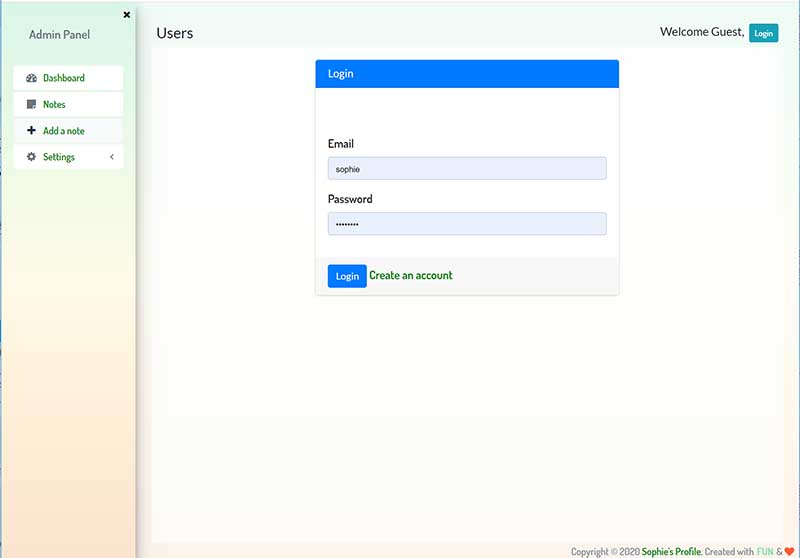 Admin Panel
Dashboard
Notes
Add a note
Settings
Users
Welcome Guest, Login
Login
Email
sophie
Password
••••••••
Login Create an account
Copyright © 2020 Sophie's Profile. Created with FUN & ❤